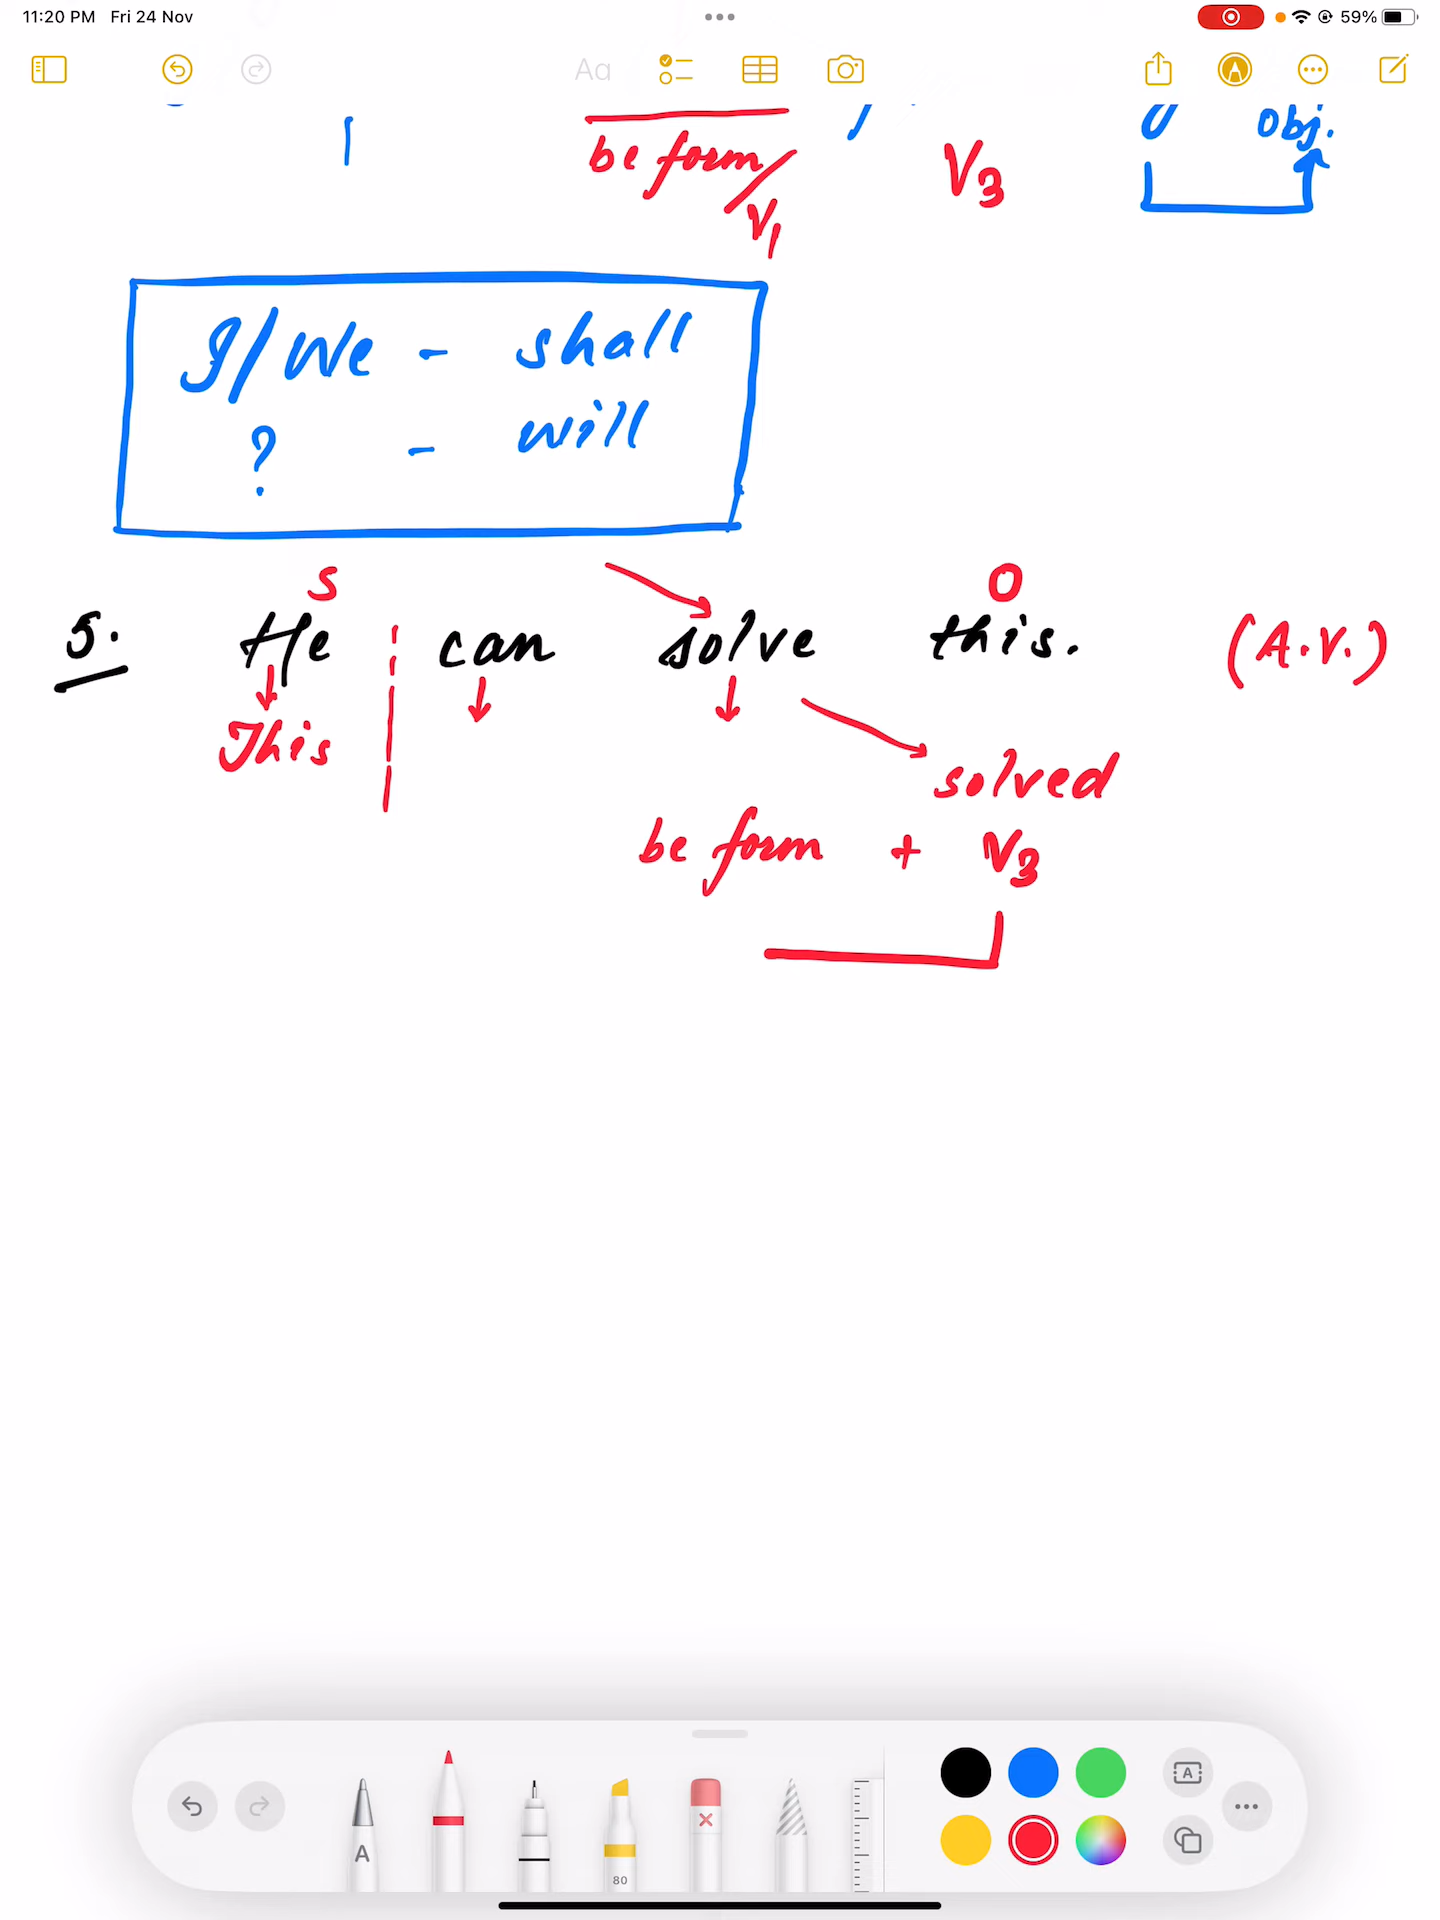 11:20 PM Fri 24 Nov 59%
Aa
obj.
be form/V1 V3
I/We - shall
? - will
S O
5. He can solve this. (A.V.)
This
solved
be form + V3
A 80 A